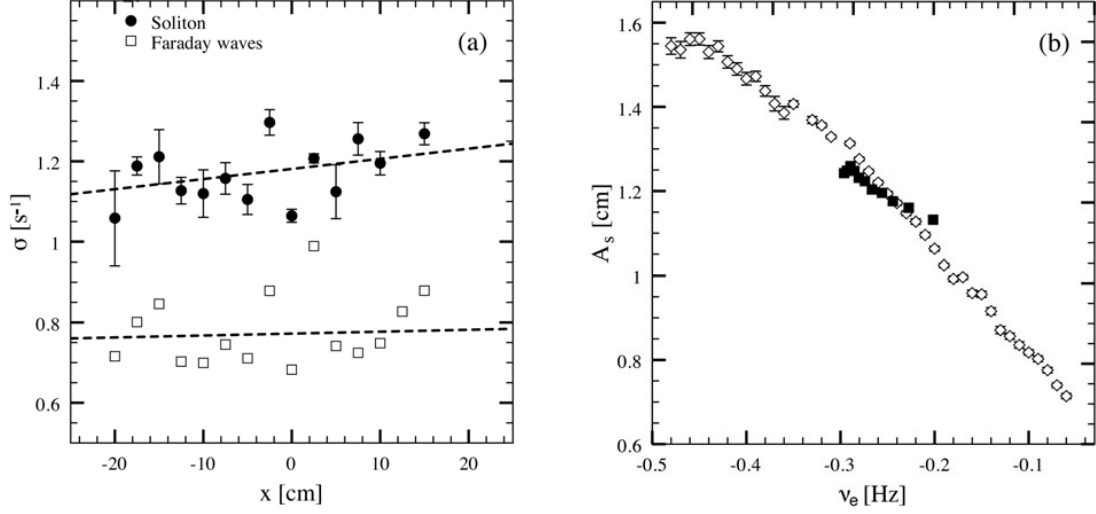 ● Soliton
□ Faraday waves
(a)
1.6
1.4
1.2
1
0.8
0.6
σ [s⁻¹]
-20
-10
0
10
20
x [cm]
(b)
1.6
1.4
1.2
1
0.8
0.6
A_s [cm]
-0.5
-0.4
-0.3
-0.2
-0.1
ν_e [Hz]